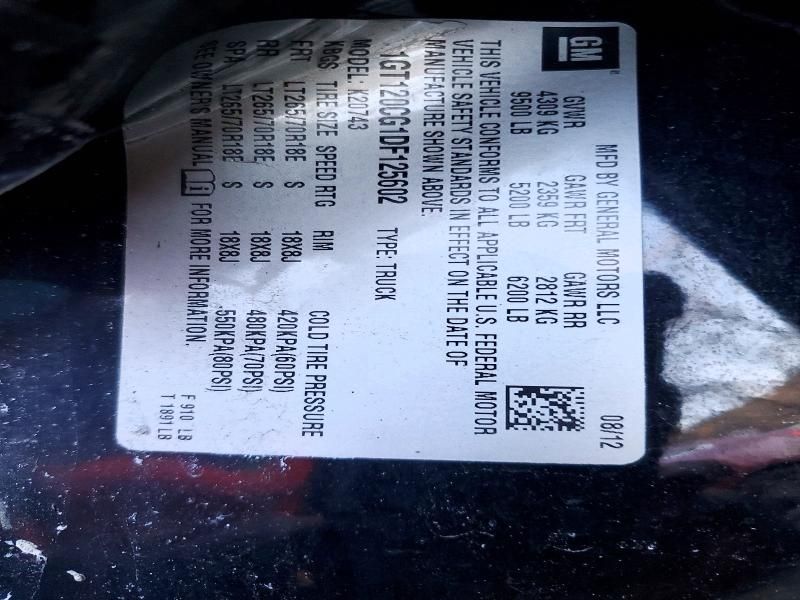 GM
MFD BY GENERAL MOTORS LLC 08/12
GVWR GAWR FRT GAWR RR
4309 KG 2359 KG 2812 KG
9500 LB 5200 LB 6200 LB
THIS VEHICLE CONFORMS TO ALL APPLICABLE U.S. FEDERAL MOTOR
VEHICLE SAFETY STANDARDS IN EFFECT ON THE DATE OF
MANUFACTURE SHOWN ABOVE.
1GT120CG1DF125602 TYPE: TRUCK
MODEL: K20743
K8GS TIRE SIZE SPEED RTG RIM COLD TIRE PRESSURE
FRT LT265/70R18E S 18X8J 420KPA(60PSI)
RR LT265/70R18E S 18X8J 480KPA(70PSI)
SPA LT265/70R18E S 18X8J 550KPA(80PSI)
SEE OWNER'S MANUAL FOR MORE INFORMATION.
F 910 LB
T 1891 LB